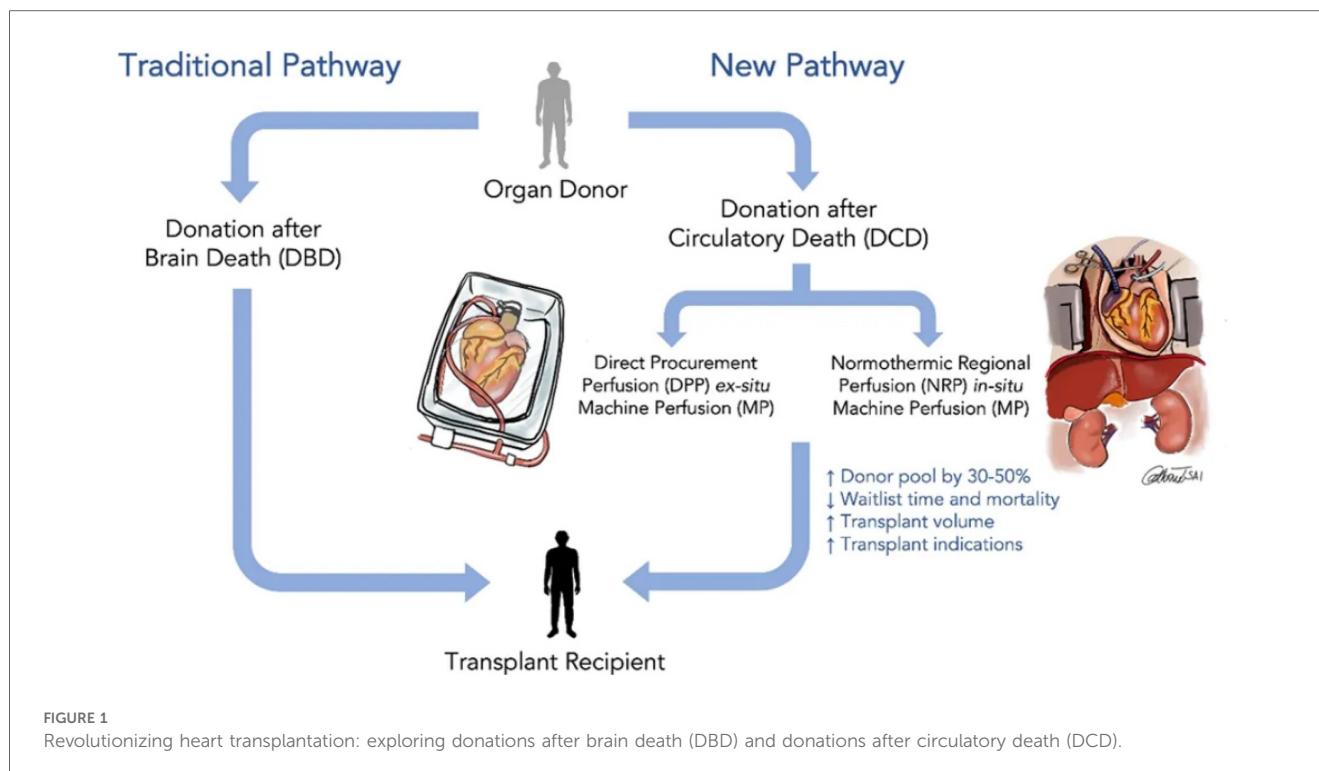 Traditional Pathway
New Pathway
Organ Donor
Donation after
Brain Death (DBD)
Donation after
Circulatory Death (DCD)
Direct Procurement
Perfusion (DPP) ex-situ
Machine Perfusion (MP)
Normothermic Regional
Perfusion (NRP) in-situ
Machine Perfusion (MP)
↑ Donor pool by 30-50%
↓ Waitlist time and mortality
↑ Transplant volume
↑ Transplant indications
Transplant Recipient
FIGURE 1
Revolutionizing heart transplantation: exploring donations after brain death (DBD) and donations after circulatory death (DCD).